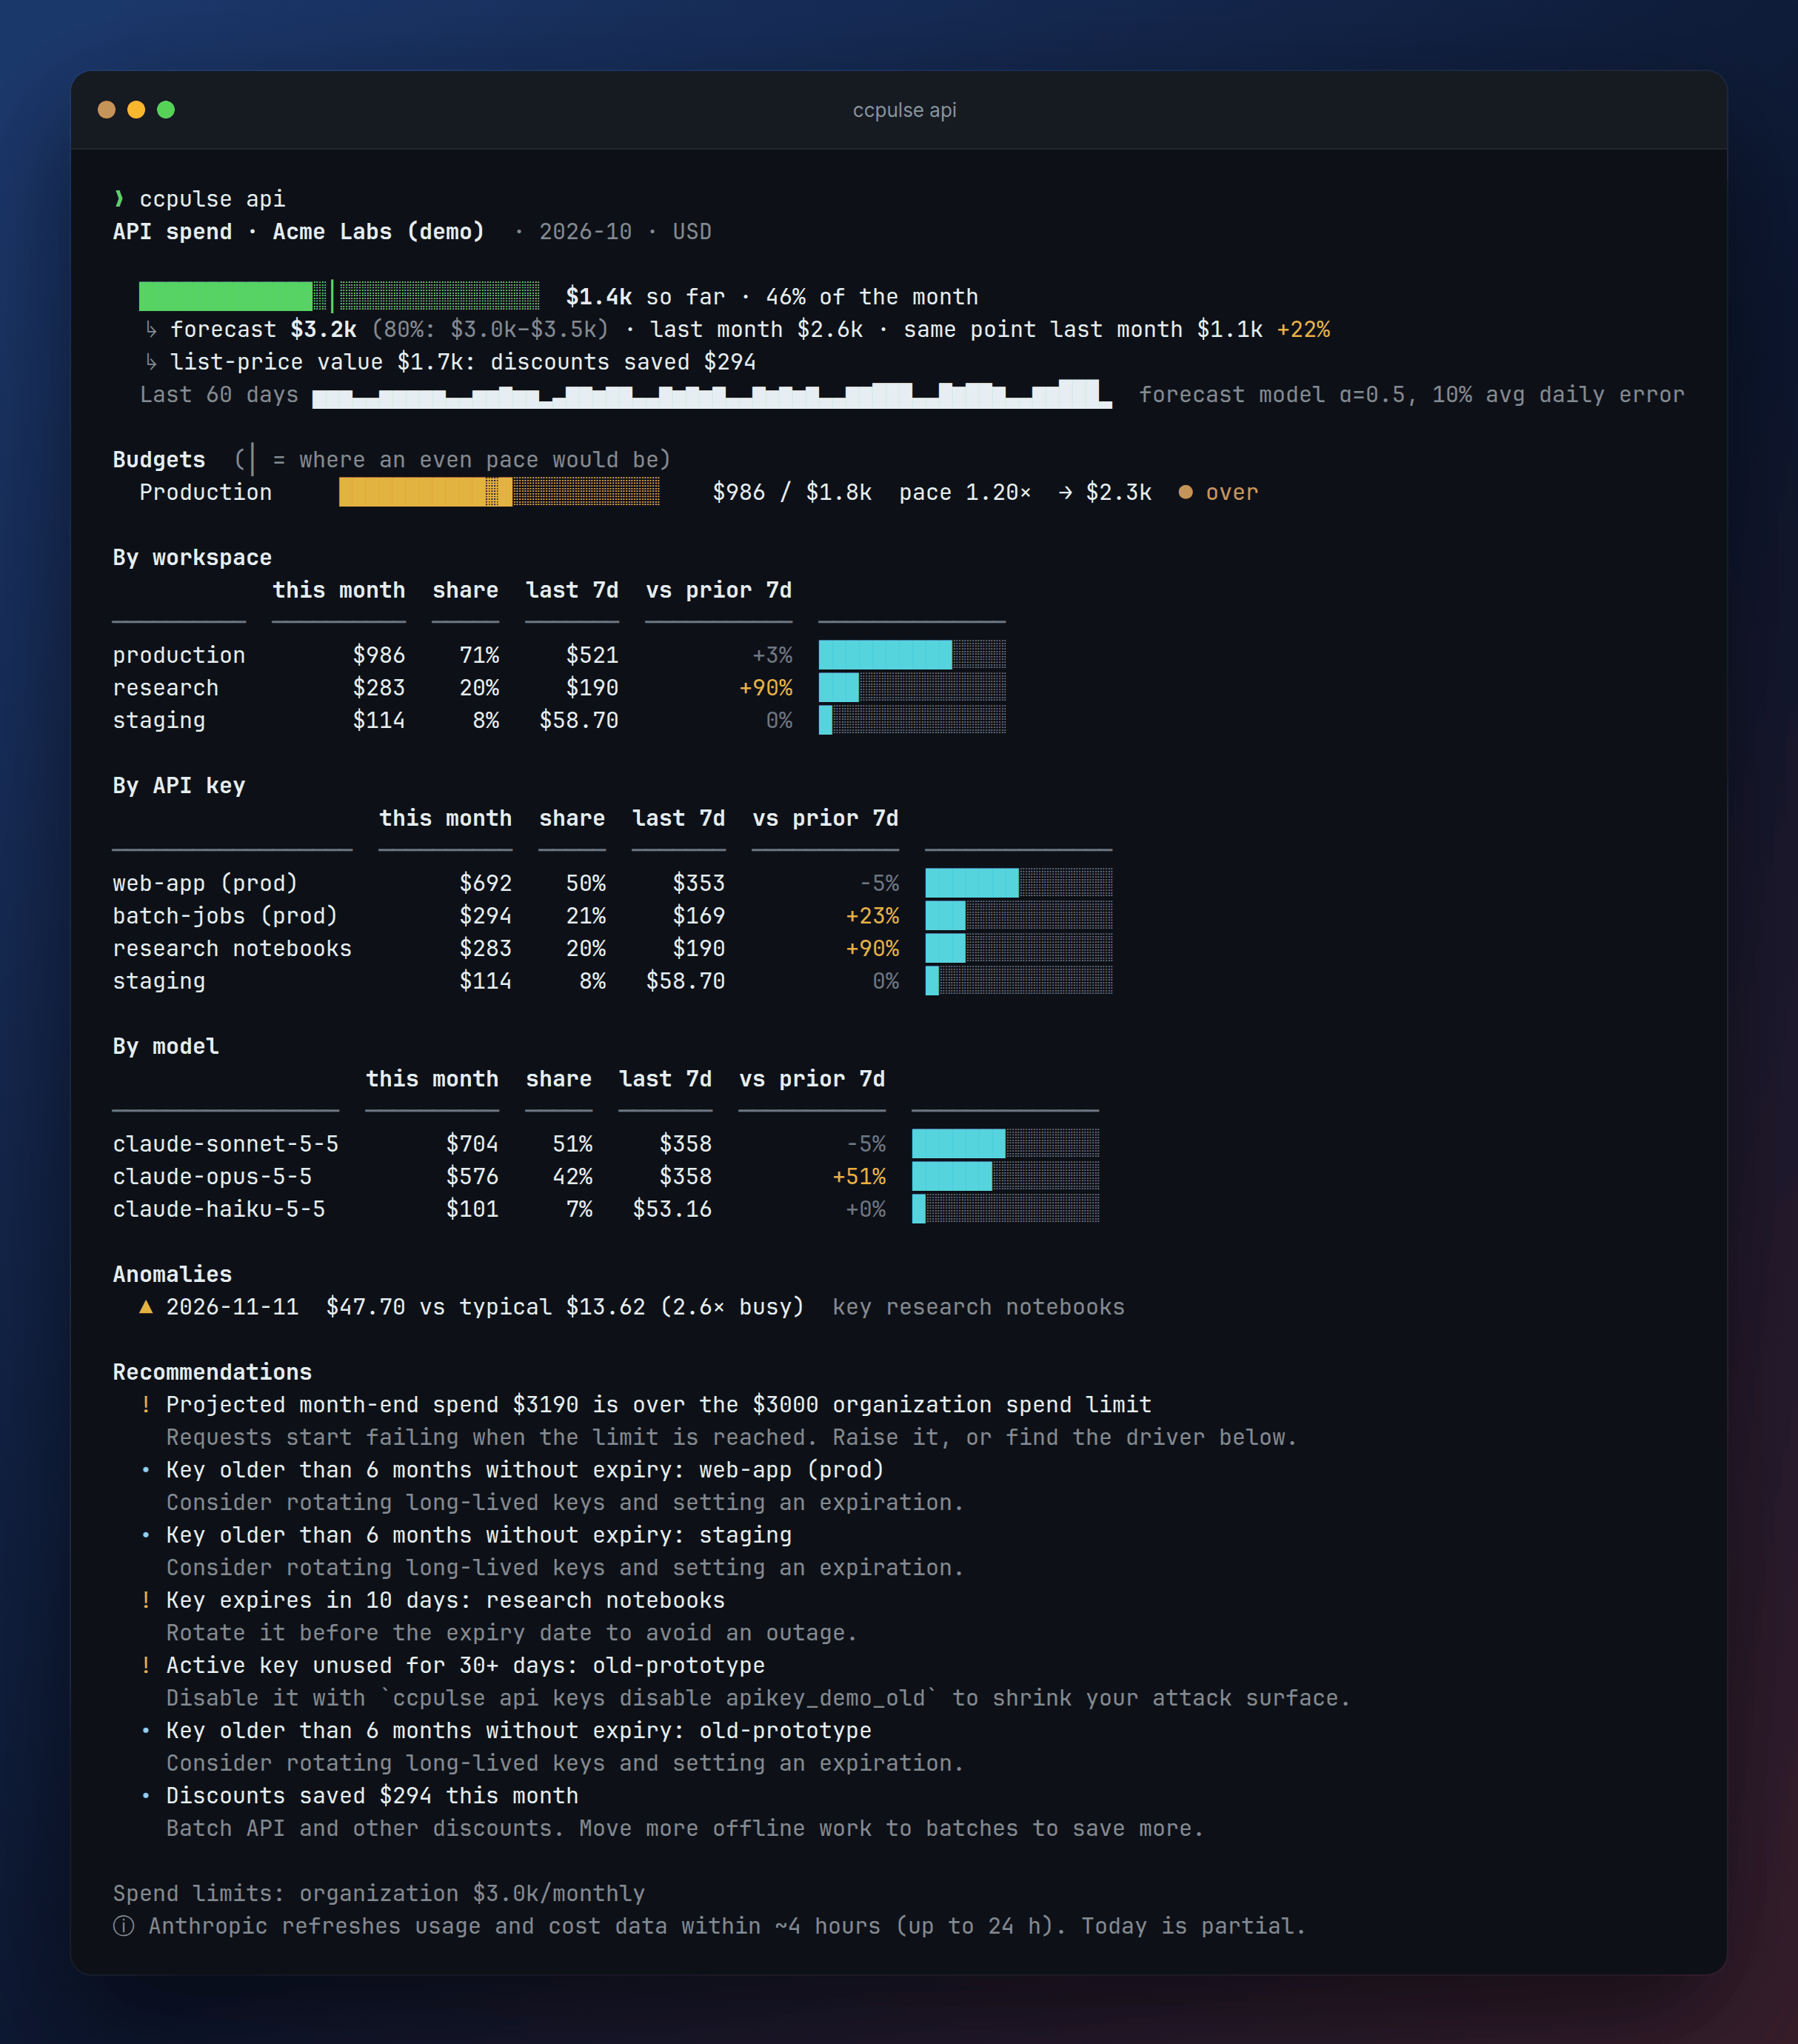 ccpulse api
❯ ccpulse api
API spend · Acme Labs (demo) · 2026-10 · USD
$1.4k so far · 46% of the month
↳ forecast $3.2k (80%: $3.0k–$3.5k) · last month $2.6k · same point last month $1.1k +22%
↳ list-price value $1.7k: discounts saved $294
Last 60 days forecast model α=0.5, 10% avg daily error
Budgets (│ = where an even pace would be)
Production $986 / $1.8k pace 1.20× → $2.3k ● over
By workspace
this month share last 7d vs prior 7d
production $986 71% $521 +3%
research $283 20% $190 +90%
staging $114 8% $58.70 0%
By API key
this month share last 7d vs prior 7d
web-app (prod) $692 50% $353 -5%
batch-jobs (prod) $294 21% $169 +23%
research notebooks $283 20% $190 +90%
staging $114 8% $58.70 0%
By model
this month share last 7d vs prior 7d
claude-sonnet-5-5 $704 51% $358 -5%
claude-opus-5-5 $576 42% $358 +51%
claude-haiku-5-5 $101 7% $53.16 +0%
Anomalies
▲ 2026-11-11 $47.70 vs typical $13.62 (2.6× busy) key research notebooks
Recommendations
! Projected month-end spend $3190 is over the $3000 organization spend limit
Requests start failing when the limit is reached. Raise it, or find the driver below.
• Key older than 6 months without expiry: web-app (prod)
Consider rotating long-lived keys and setting an expiration.
• Key older than 6 months without expiry: staging
Consider rotating long-lived keys and setting an expiration.
! Key expires in 10 days: research notebooks
Rotate it before the expiry date to avoid an outage.
! Active key unused for 30+ days: old-prototype
Disable it with `ccpulse api keys disable apikey_demo_old` to shrink your attack surface.
• Key older than 6 months without expiry: old-prototype
Consider rotating long-lived keys and setting an expiration.
• Discounts saved $294 this month
Batch API and other discounts. Move more offline work to batches to save more.
Spend limits: organization $3.0k/monthly
ⓘ Anthropic refreshes usage and cost data within ~4 hours (up to 24 h). Today is partial.